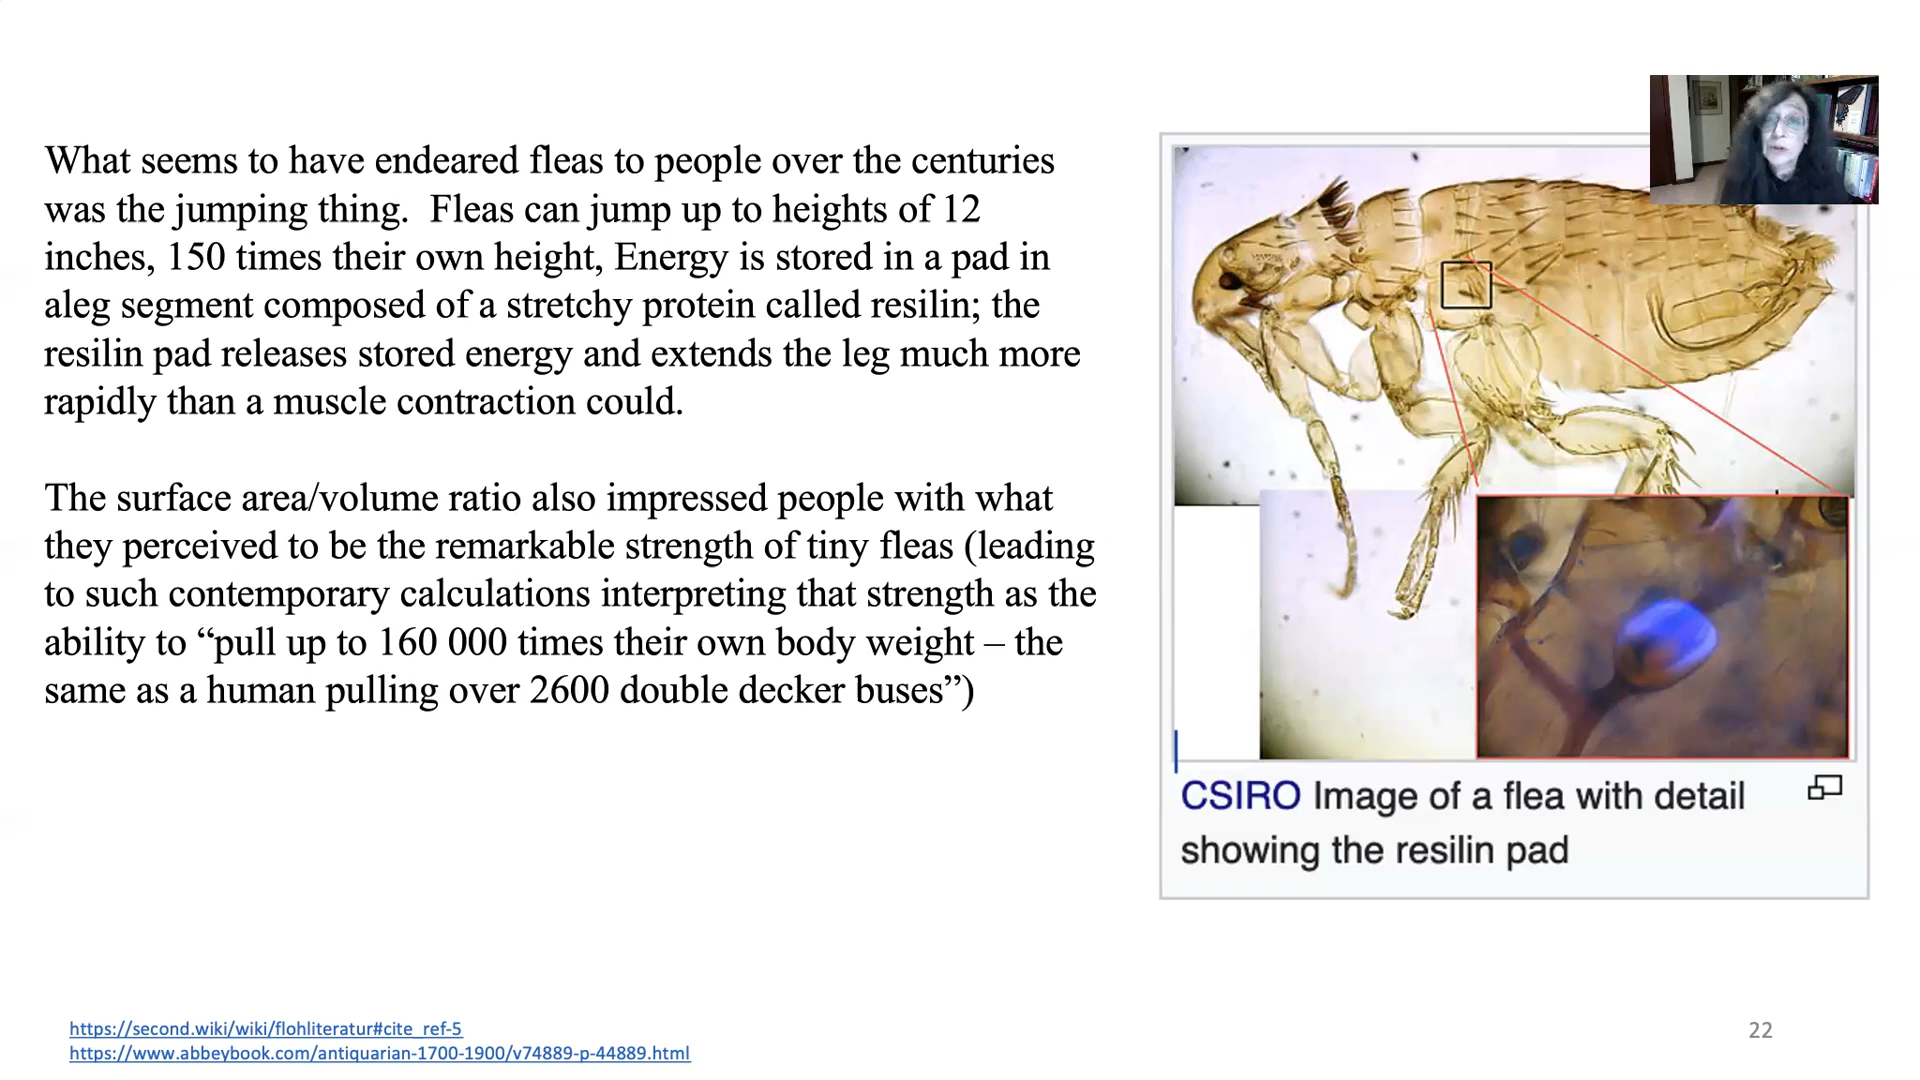 What seems to have endeared fleas to people over the centuries
was the jumping thing.  Fleas can jump up to heights of 12
inches, 150 times their own height, Energy is stored in a pad in
aleg segment composed of a stretchy protein called resilin; the
resilin pad releases stored energy and extends the leg much more
rapidly than a muscle contraction could.
The surface area/volume ratio also impressed people with what
they perceived to be the remarkable strength of tiny fleas (leading
to such contemporary calculations interpreting that strength as the
ability to “pull up to 160 000 times their own body weight – the
same as a human pulling over 2600 double decker buses”)
CSIRO Image of a flea with detail
showing the resilin pad
https://second.wiki/wiki/flohliteratur#cite_ref-5
https://www.abbeybook.com/antiquarian-1700-1900/v74889-p-44889.html
22